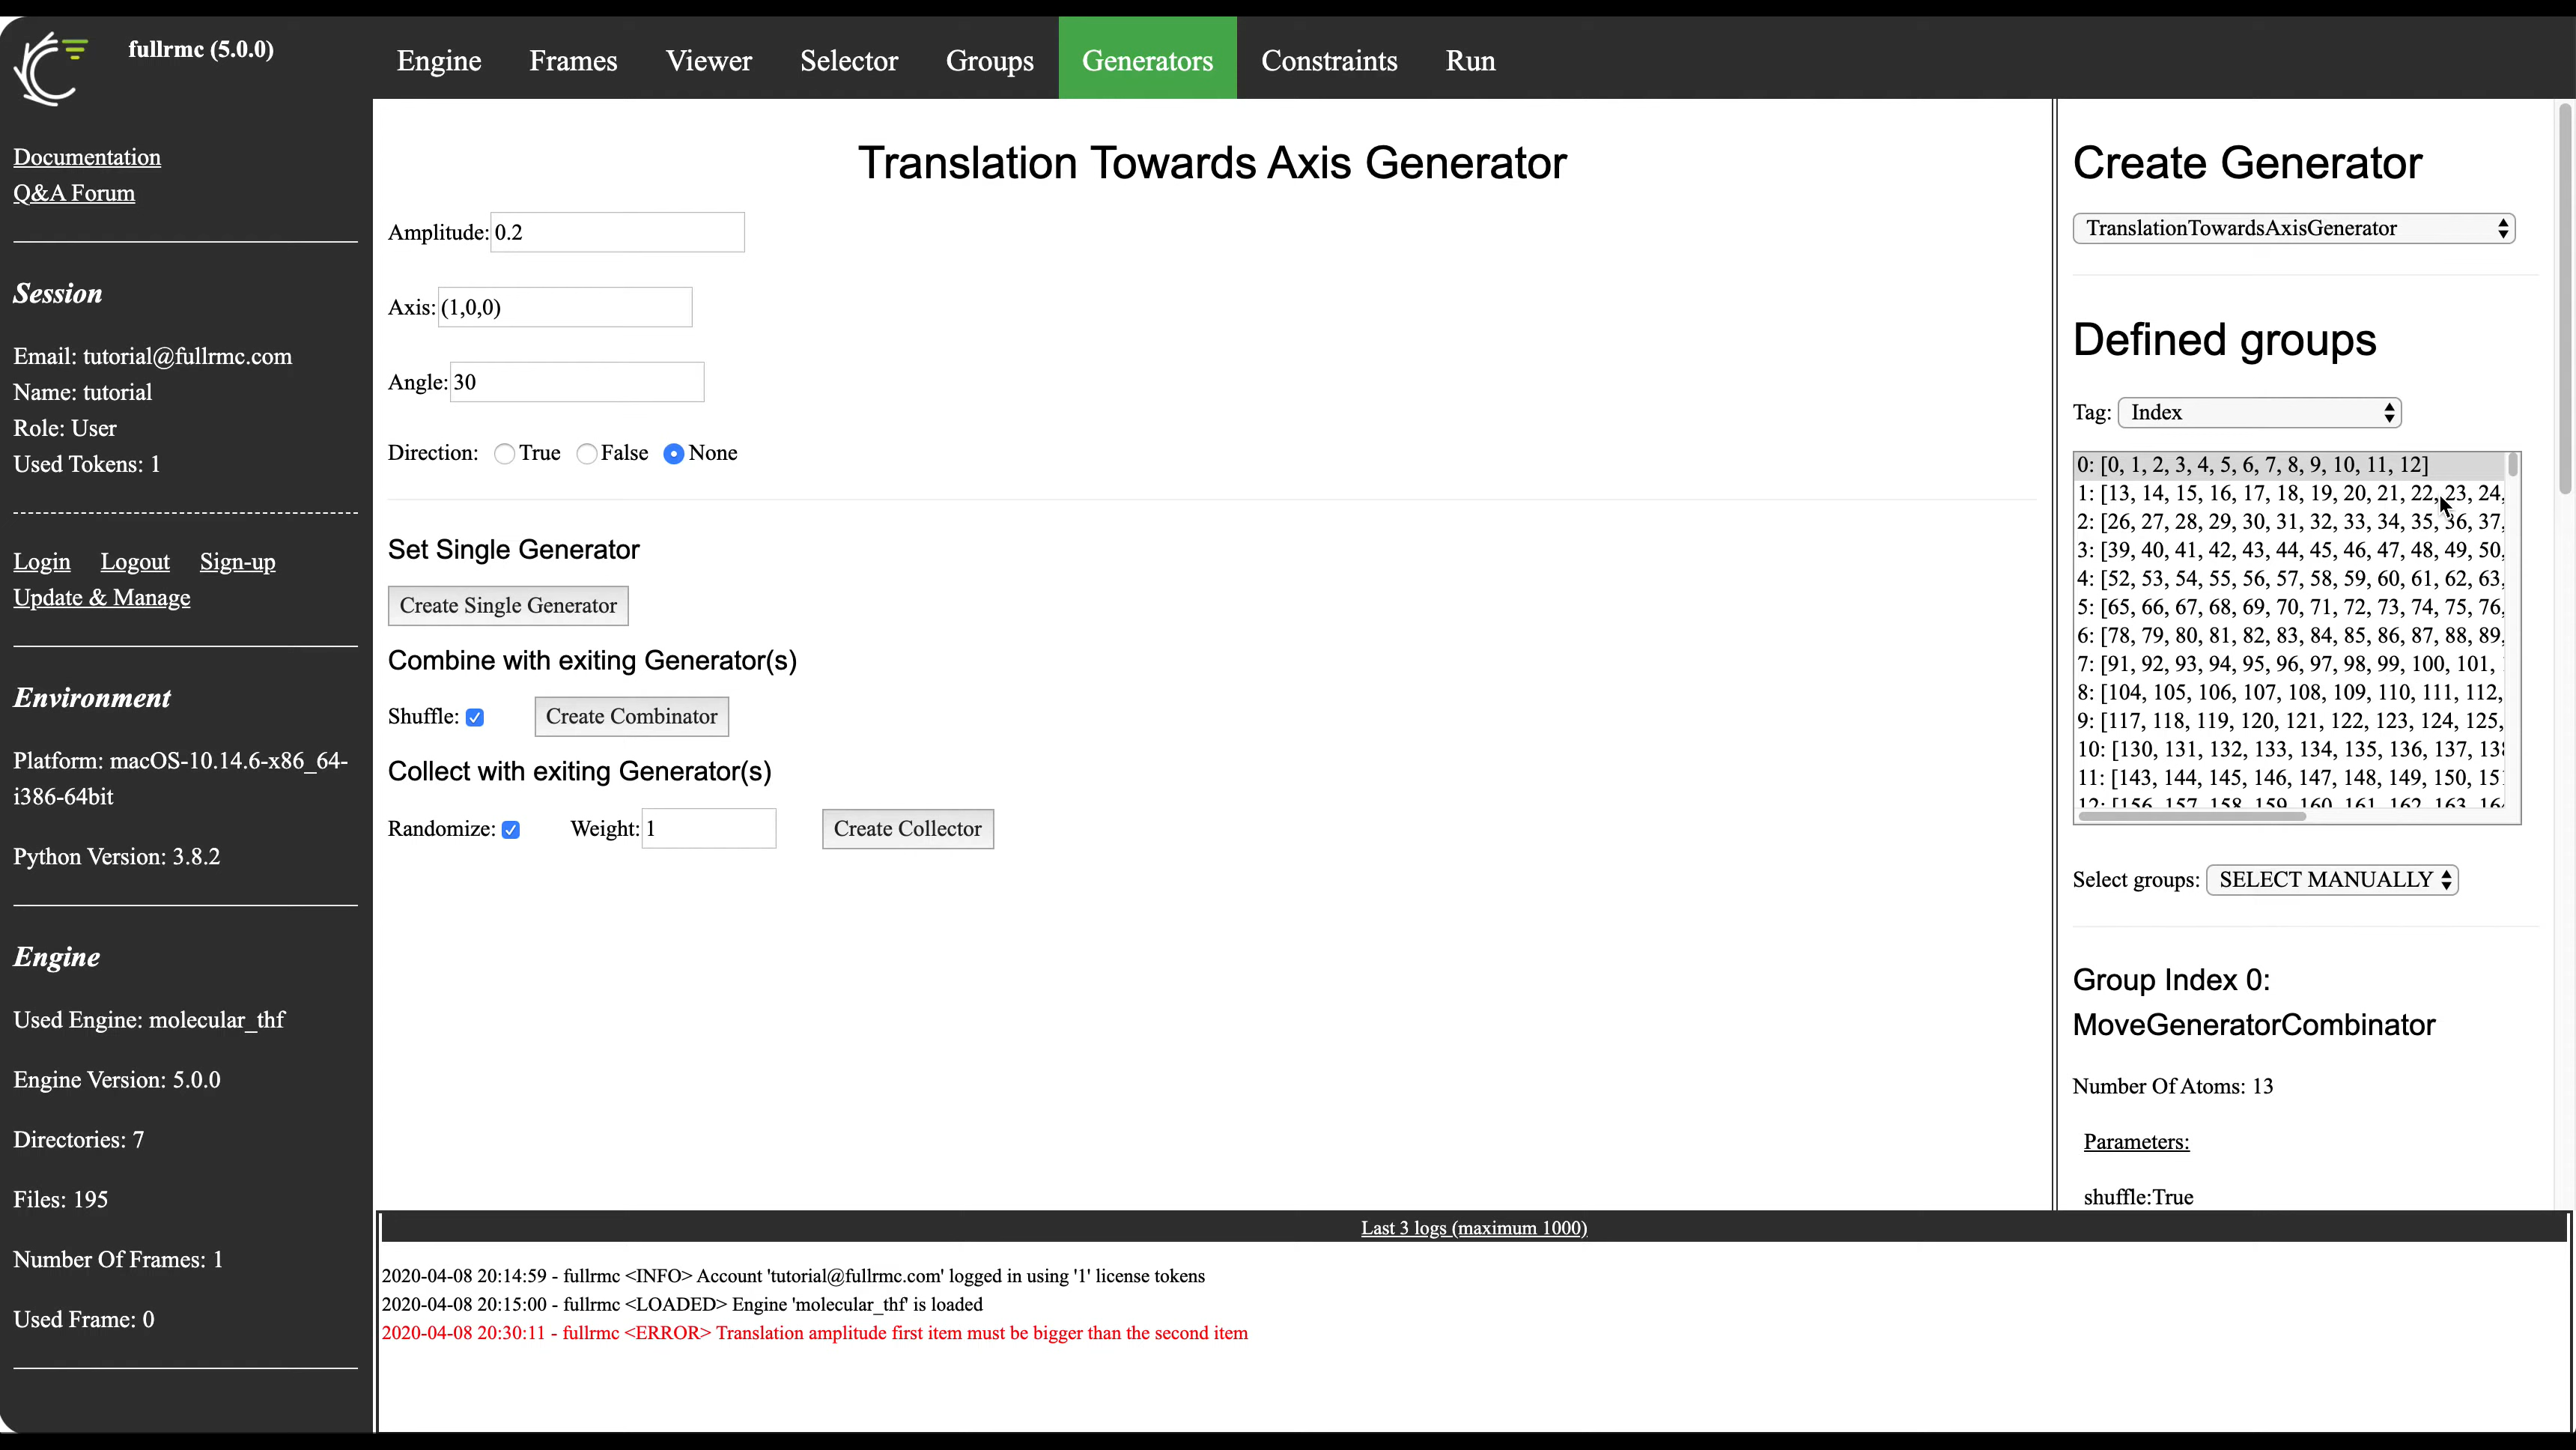 fullrmc (5.0.0)
Engine Frames Viewer Selector Groups Generators Constraints Run
Documentation
Q&A Forum
Session
Email: tutorial@fullrmc.com
Name: tutorial
Role: User
Used Tokens: 1
Login Logout Sign-up
Update & Manage
Environment
Platform: macOS-10.14.6-x86_64-
i386-64bit
Python Version: 3.8.2
Engine
Used Engine: molecular_thf
Engine Version: 5.0.0
Directories: 7
Files: 195
Number Of Frames: 1
Used Frame: 0
Translation Towards Axis Generator
Amplitude: 0.2
Axis: (1,0,0)
Angle: 30
Direction: True False None
Set Single Generator
Create Single Generator
Combine with exiting Generator(s)
Shuffle: Create Combinator
Collect with exiting Generator(s)
Randomize: Weight: 1 Create Collector
Create Generator
TranslationTowardsAxisGenerator
Defined groups
Tag: Index
0: [0, 1, 2, 3, 4, 5, 6, 7, 8, 9, 10, 11, 12]
1: [13, 14, 15, 16, 17, 18, 19, 20, 21, 22, 23, 24,
2: [26, 27, 28, 29, 30, 31, 32, 33, 34, 35, 36, 37,
3: [39, 40, 41, 42, 43, 44, 45, 46, 47, 48, 49, 50,
4: [52, 53, 54, 55, 56, 57, 58, 59, 60, 61, 62, 63,
5: [65, 66, 67, 68, 69, 70, 71, 72, 73, 74, 75, 76,
6: [78, 79, 80, 81, 82, 83, 84, 85, 86, 87, 88, 89,
7: [91, 92, 93, 94, 95, 96, 97, 98, 99, 100, 101,
8: [104, 105, 106, 107, 108, 109, 110, 111, 112,
9: [117, 118, 119, 120, 121, 122, 123, 124, 125,
10: [130, 131, 132, 133, 134, 135, 136, 137,
11: [143, 144, 145, 146, 147, 148, 149, 150,
12: [156, 157, 158, 159, 160, 161, 162, 163,
Select groups: SELECT MANUALLY
Group Index 0:
MoveGeneratorCombinator
Number Of Atoms: 13
Parameters:
shuffle:True
Last 3 logs (maximum 1000)
2020-04-08 20:14:59 - fullrmc <INFO> Account 'tutorial@fullrmc.com' logged in using '1' license tokens
2020-04-08 20:15:00 - fullrmc <LOADED> Engine 'molecular_thf' is loaded
2020-04-08 20:30:11 - fullrmc <ERROR> Translation amplitude first item must be bigger than the second item